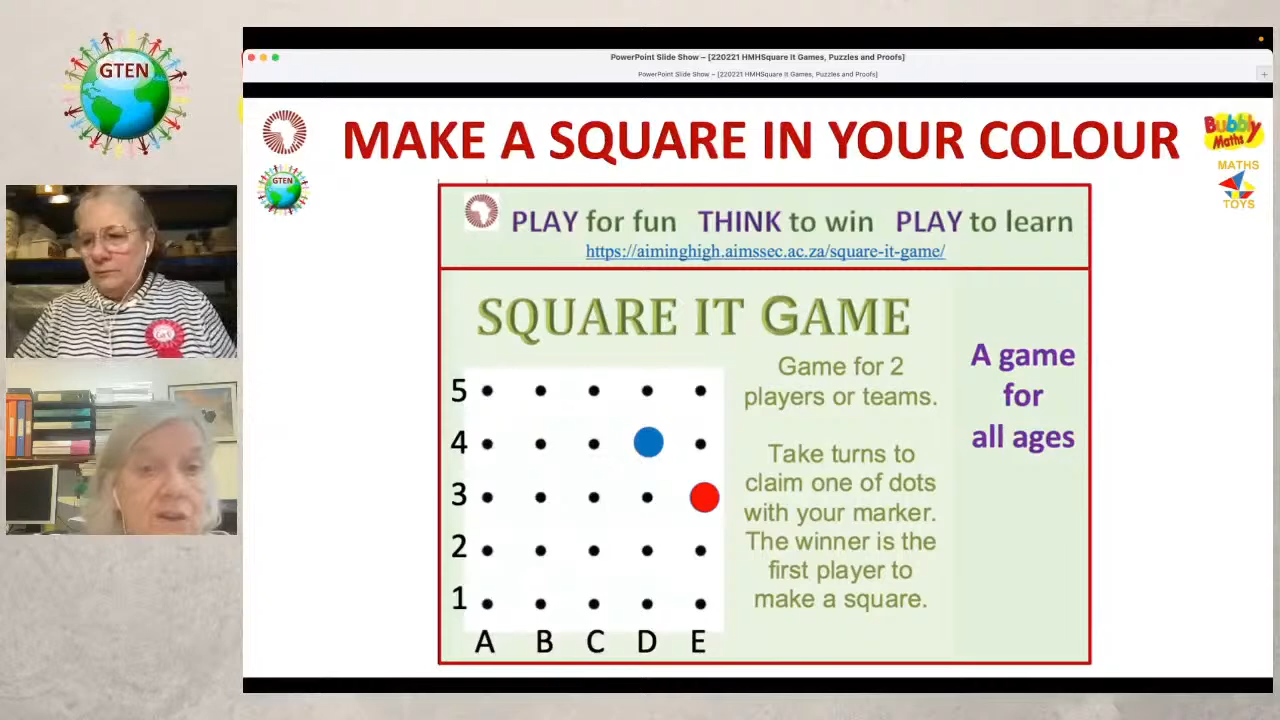 GTEN
PowerPoint Slide Show – [220221 HMHSquare It Games, Puzzles and Proofs]
PowerPoint Slide Show – [220221 HMHSquare It Games, Puzzles and Proofs]
MAKE A SQUARE IN YOUR COLOUR
GTEN
Bubbly
Maths
MATHS
TOYS
PLAY for fun THINK to win PLAY to learn
https://aiminghigh.aimssec.ac.za/square-it-game/
SQUARE IT GAME
Game for 2
players or teams.
Take turns to
claim one of dots
with your marker.
The winner is the
first player to
make a square.
A game
for
all ages
5
4
3
2
1
A B C D E